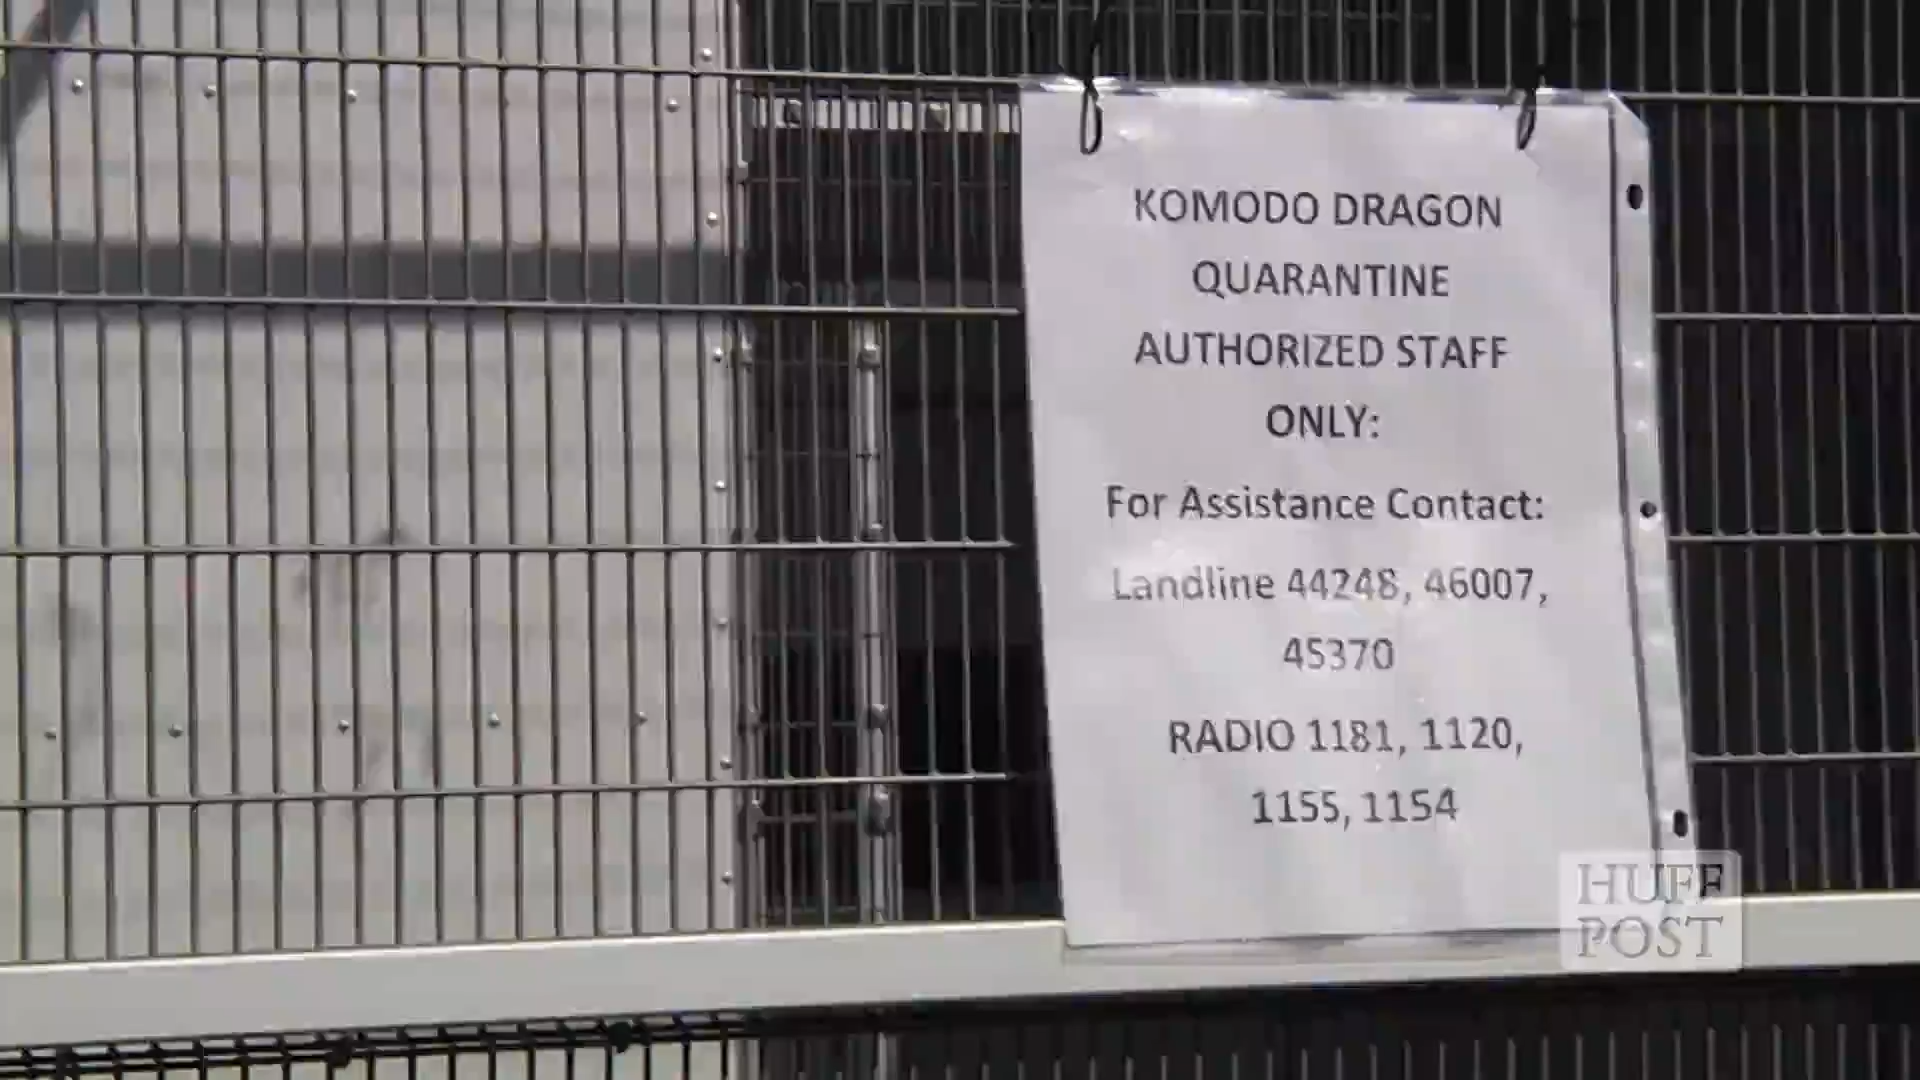 KOMODO DRAGON
QUARANTINE
AUTHORIZED STAFF
ONLY:
For Assistance Contact:
Landline 44248, 46007,
45370
RADIO 1181, 1120,
1155, 1154
HUFF
POST